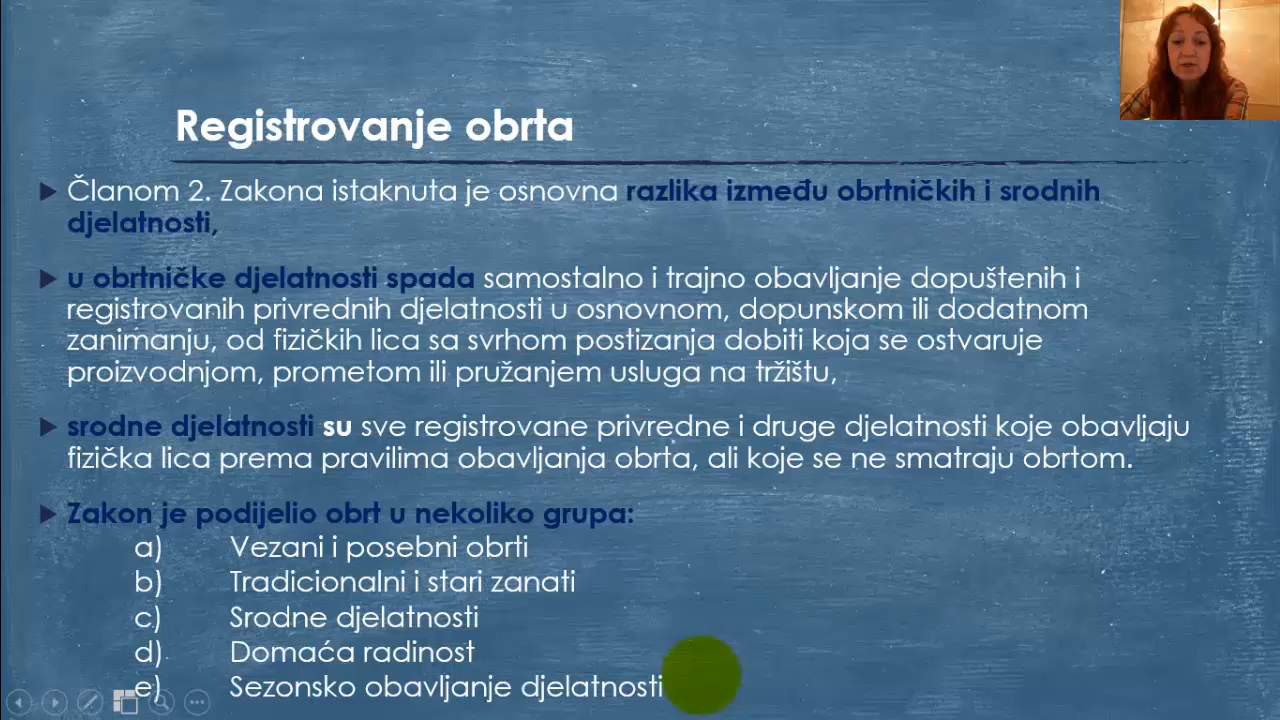 Registrovanje obrta
Članom 2. Zakona istaknuta je osnovna razlika između obrtničkih i srodnih
djelatnosti,
u obrtničke djelatnosti spada samostalno i trajno obavljanje dopuštenih i
registrovanih privrednih djelatnosti u osnovnom, dopunskom ili dodatnom
zanimanju, od fizičkih lica sa svrhom postizanja dobiti koja se ostvaruje
proizvodnjom, prometom ili pružanjem usluga na tržištu,
srodne djelatnosti su sve registrovane privredne i druge djelatnosti koje obavljaju
fizička lica prema pravilima obavljanja obrta, ali koje se ne smatraju obrtom.
Zakon je podijelio obrt u nekoliko grupa:
a) Vezani i posebni obrti
b) Tradicionalni i stari zanati
c) Srodne djelatnosti
d) Domaća radinost
e) Sezonsko obavljanje djelatnosti